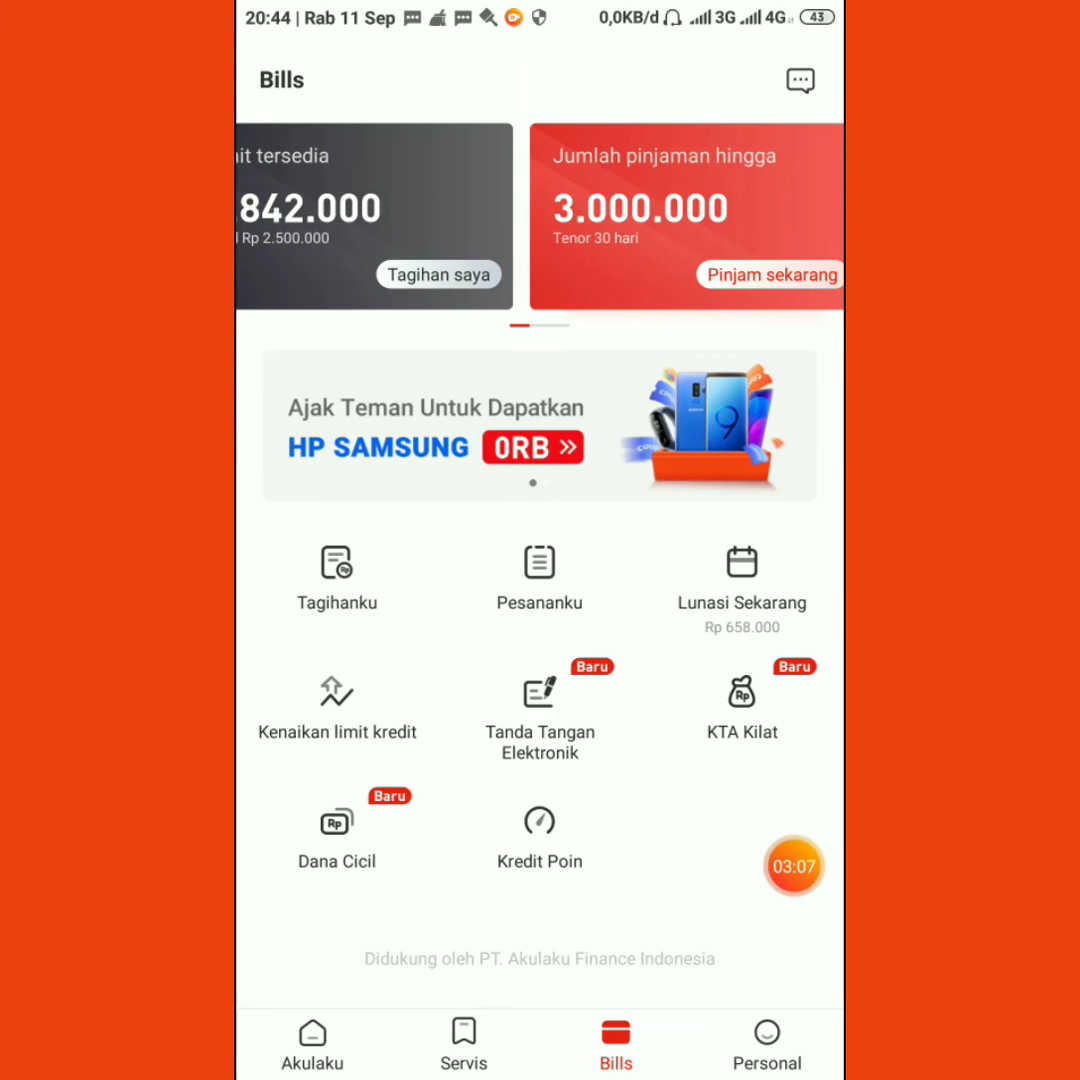 20:44 | Rab 11 Sep
0,0KB/d 3G 4G 43
Bills
it tersedia
.842.000
l Rp 2.500.000
Tagihan saya
Jumlah pinjaman hingga
3.000.000
Tenor 30 hari
Pinjam sekarang
Ajak Teman Untuk Dapatkan
HP SAMSUNG 0RB »
Tagihanku
Pesananku
Lunasi Sekarang
Rp 658.000
Kenaikan limit kredit
Baru
Tanda Tangan
Elektronik
Baru
KTA Kilat
Baru
Dana Cicil
Kredit Poin
03:07
Didukung oleh PT. Akulaku Finance Indonesia
Akulaku
Servis
Bills
Personal